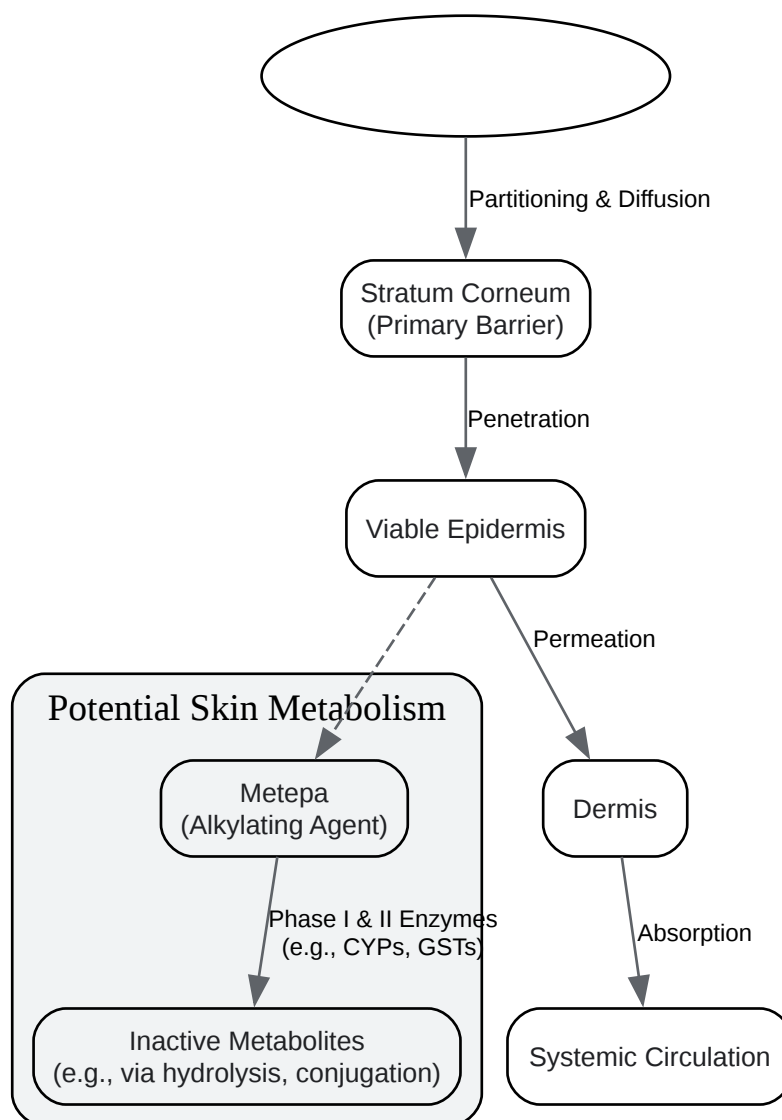 Partitioning & Diffusion
Stratum Corneum
(Primary Barrier)
Penetration
Viable Epidermis
Permeation
Potential Skin Metabolism
Metepa
(Alkylating Agent)
Dermis
Phase I & II Enzymes
(e.g., CYPs, GSTs)
Absorption
Inactive Metabolites
(e.g., via hydrolysis, conjugation)
Systemic Circulation